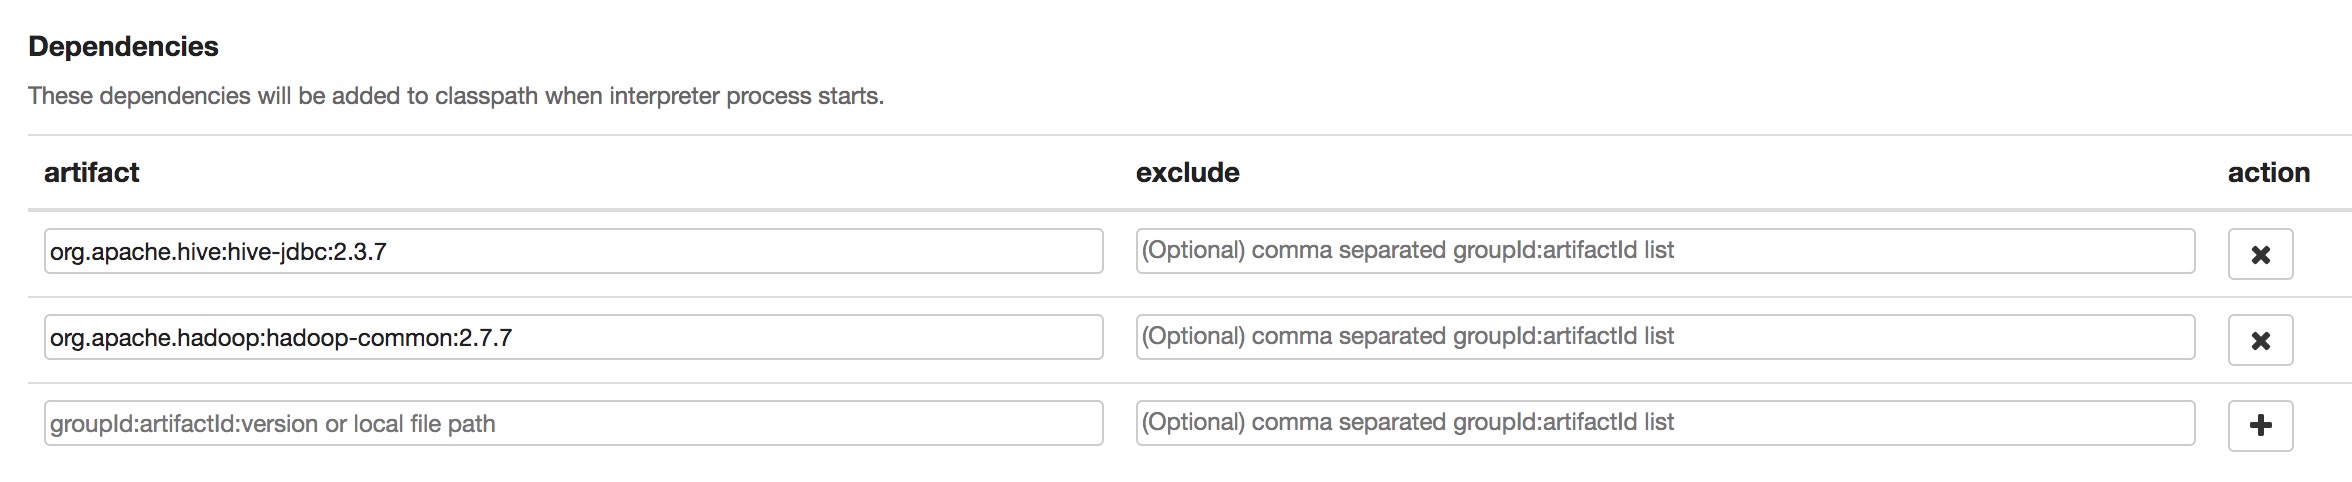 Dependencies
These dependencies will be added to classpath when interpreter process starts.
artifact exclude action
org.apache.hive:hive-jdbc:2.3.7 (Optional) comma separated groupId:artifactId list
org.apache.hadoop:hadoop-common:2.7.7 (Optional) comma separated groupId:artifactId list
groupId:artifactId:version or local file path (Optional) comma separated groupId:artifactId list